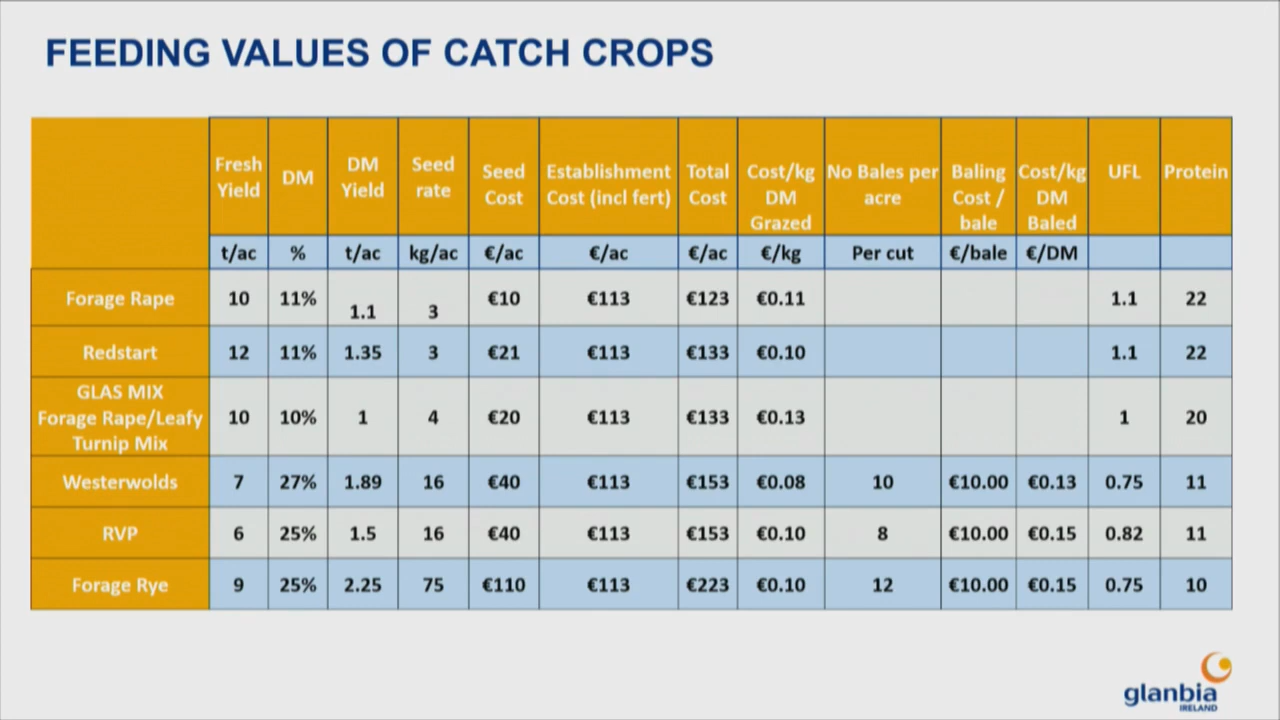 FEEDING VALUES OF CATCH CROPS
Fresh Yield DM DM Yield Seed rate Seed Cost Establishment Cost (incl fert) Total Cost Cost/kg DM Grazed No Bales per acre Baling Cost / bale Cost/kg DM Baled UFL Protein
t/ac % t/ac kg/ac €/ac €/ac €/ac €/kg Per cut €/bale €/DM
Forage Rape 10 11% 1.1 3 €10 €113 €123 €0.11 1.1 22
Redstart 12 11% 1.35 3 €21 €113 €133 €0.10 1.1 22
GLAS MIX Forage Rape/Leafy Turnip Mix 10 10% 1 4 €20 €113 €133 €0.13 1 20
Westerwolds 7 27% 1.89 16 €40 €113 €153 €0.08 10 €10.00 €0.13 0.75 11
RVP 6 25% 1.5 16 €40 €113 €153 €0.10 8 €10.00 €0.15 0.82 11
Forage Rye 9 25% 2.25 75 €110 €113 €223 €0.10 12 €10.00 €0.15 0.75 10
glanbia
IRELAND